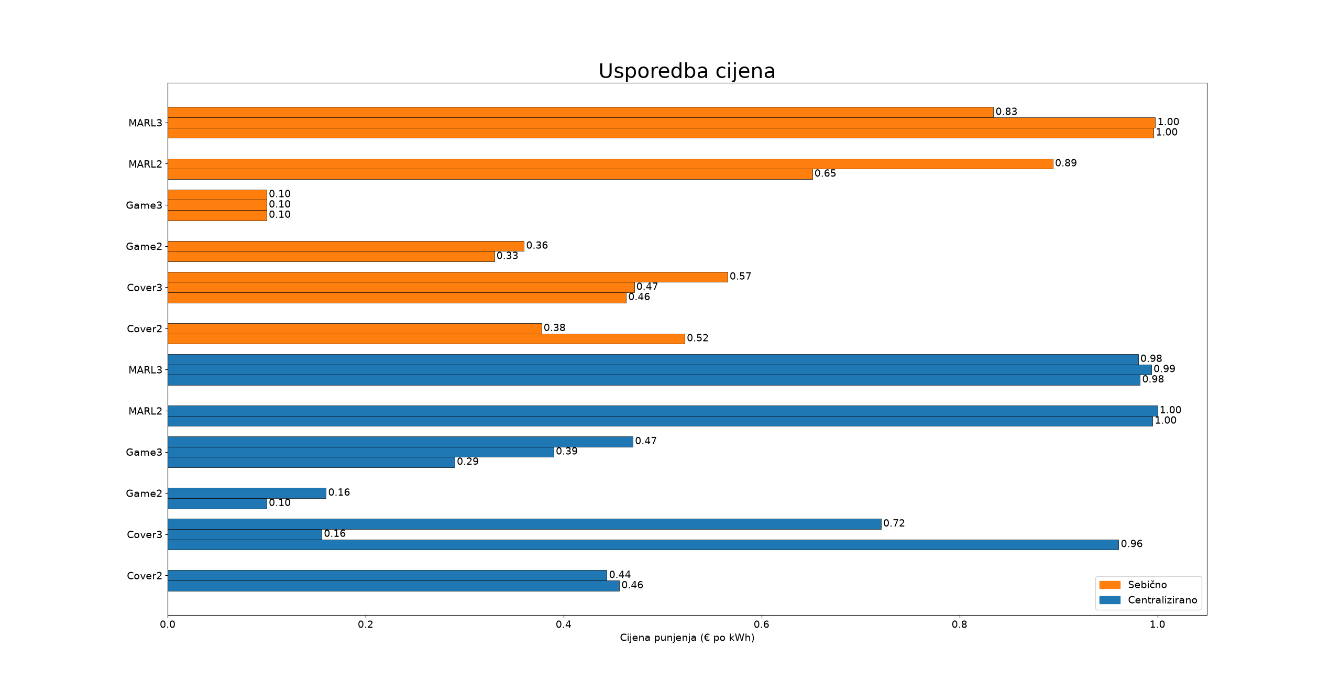 Usporedba cijena
0.83
MARL3
1.00
1.00
MARL2
0.89
0.65
0.10
Game3
0.10
0.10
Game2
0.36
0.33
0.57
Cover3
0.47
0.46
Cover2
0.38
0.52
0.98
MARL3
0.99
0.98
MARL2
1.00
1.00
0.47
Game3
0.39
0.29
Game2
0.16
0.10
0.72
Cover3
0.16
0.96
Cover2
0.44
0.46
Sebično
Centralizirano
0.0 0.2 0.4 0.6 0.8 1.0
Cijena punjenja (€ po kWh)